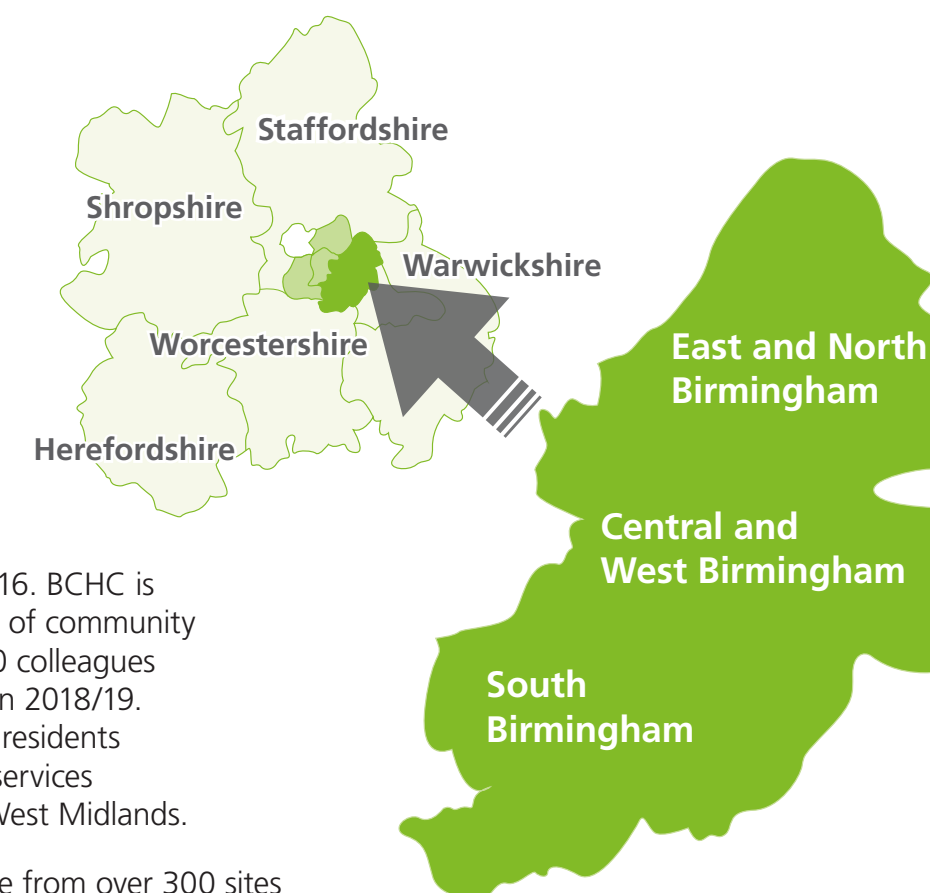 Staffordshire
Shropshire
Warwickshire
Worcestershire
Herefordshire
East and North
Birmingham
Central and
West Birmingham
South
Birmingham
16. BCHC is
of community
0 colleagues
n 2018/19.
residents
services
West Midlands.
e from over 300 sites